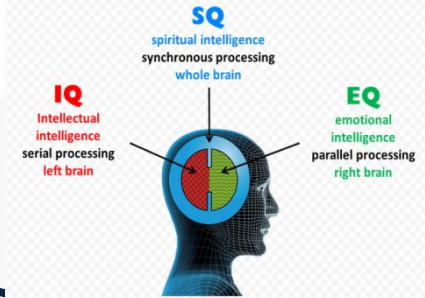 SQ
spiritual intelligence
synchronous processing
whole brain
IQ
Intellectual
intelligence
serial processing
left brain
EQ
emotional
intelligence
parallel processing
right brain